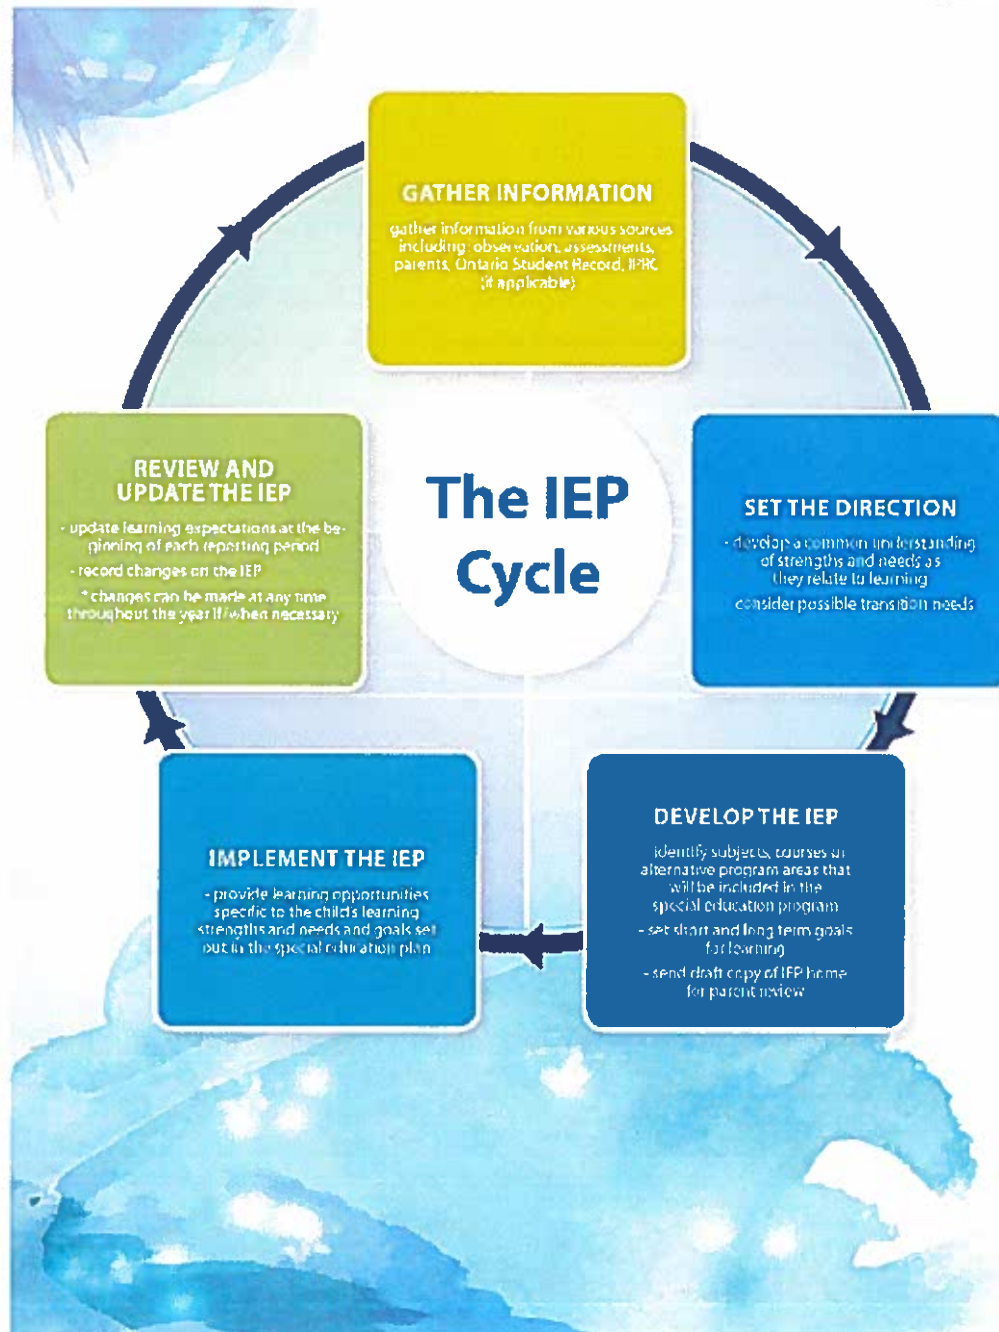 GATHER INFORMATION
gather information from various sources
including: observation, assessments,
parents, Ontario Student Record, IPRC
(if applicable)
The IEP
Cycle
SET THE DIRECTION
- develop a common understanding
of strengths and needs as
they relate to learning
consider possible transition needs
DEVELOP THE IEP
identify subjects, courses or
alternative program areas that
will be included in the
special education program
- set short and long term goals
for learning
- send draft copy of IEP home
for parent review
IMPLEMENT THE IEP
- provide learning opportunities
specific to the child's learning
strengths and needs and goals set
out in the special education plan
REVIEW AND
UPDATE THE IEP
- update learning expectations at the be-
ginning of each reporting period
- record changes on the IEP
* changes can be made at any time
throughout the year if/when necessary